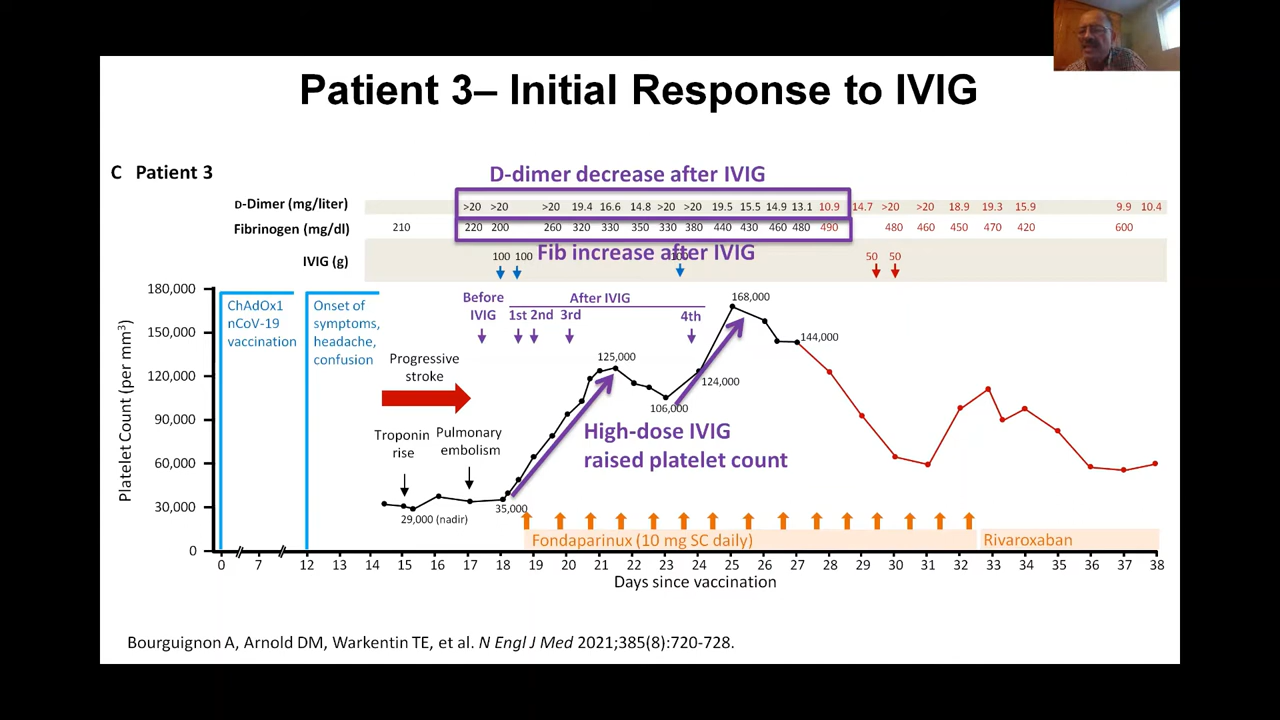 Patient 3– Initial Response to IVIG
C Patient 3
D-dimer decrease after IVIG
D-Dimer (mg/liter) >20 >20 >20 19.4 16.6 14.8 >20 >20 19.5 15.5 14.9 13.1 10.9 14.7 >20 >20 18.9 19.3 15.9 9.9 10.4
Fibrinogen (mg/dl) 210 220 200 260 320 330 350 330 380 440 430 460 480 490 480 460 450 470 420 600
Fib increase after IVIG
IVIG (g) 100 100 100 50 50
180,000
150,000
120,000
90,000
60,000
30,000
0
Platelet Count (per mm³)
ChAdOx1
nCoV-19
vaccination
Onset of
symptoms,
headache,
confusion
Progressive
stroke
Troponin
rise
Pulmonary
embolism
Before
IVIG
After IVIG
1st 2nd 3rd 4th
168,000
144,000
125,000
124,000
106,000
High-dose IVIG
raised platelet count
29,000 (nadir)
35,000
Fondaparinux (10 mg SC daily)
Rivaroxaban
0 7 12 13 14 15 16 17 18 19 20 21 22 23 24 25 26 27 28 29 30 31 32 33 34 35 36 37 38
Days since vaccination
Bourguignon A, Arnold DM, Warkentin TE, et al. N Engl J Med 2021;385(8):720-728.